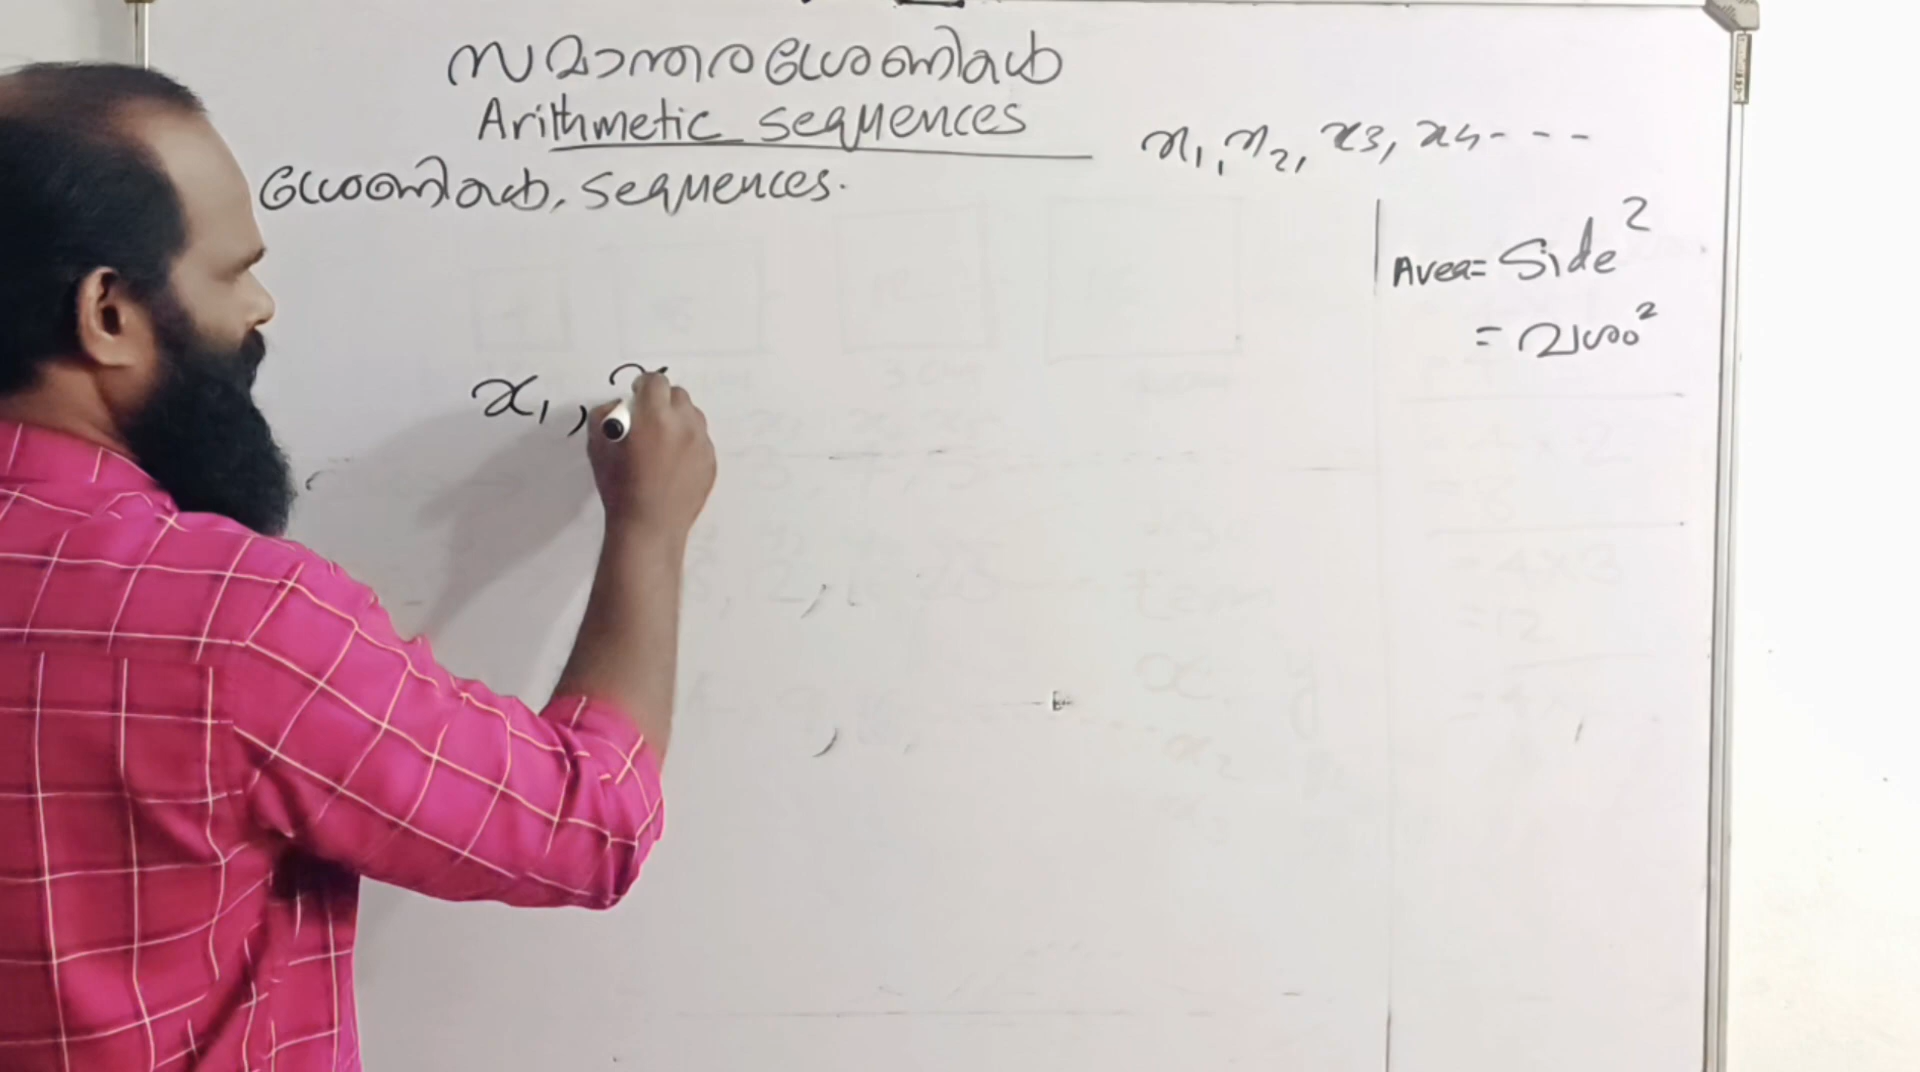 സമാന്തരശ്രേണികൾ
Arithmetic sequences
x1, x2, x3, x4 - - -
ശ്രേണികൾ, sequences.
Area = Side²
= വശം²
x1, x